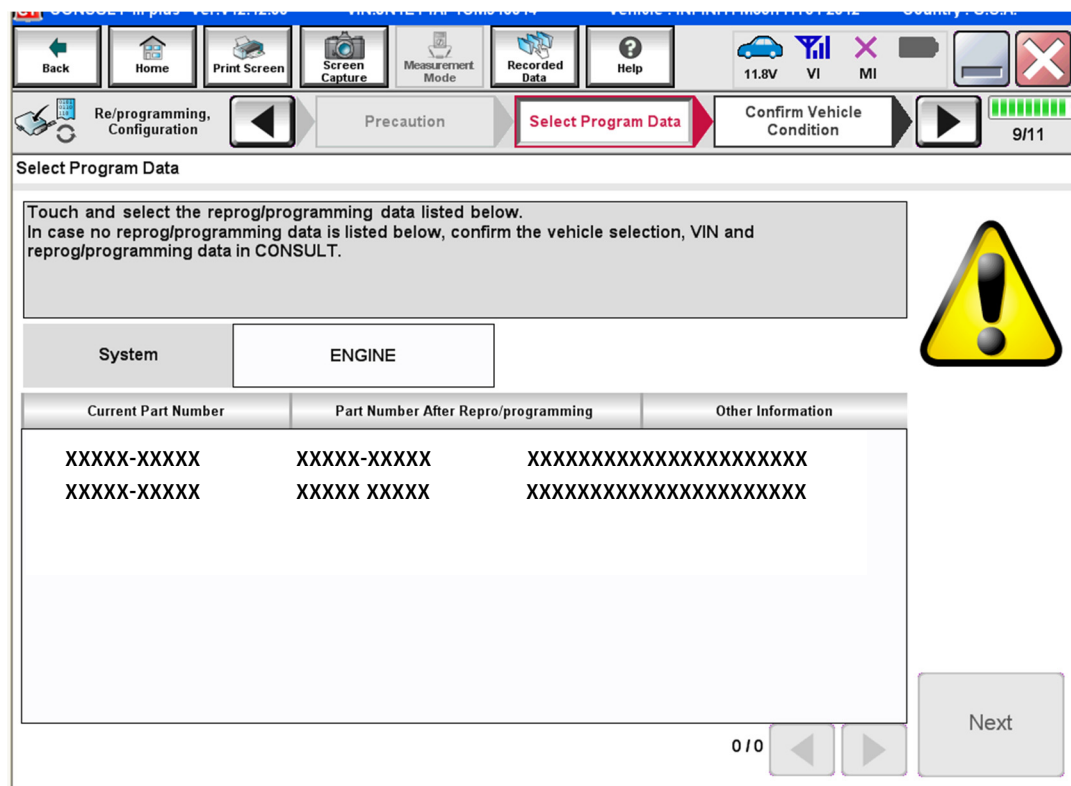 Back
Home
Print Screen
Screen Capture
Measurement Mode
Recorded Data
Help
11.8V
VI
MI
Re/programming, Configuration
Precaution
Select Program Data
Confirm Vehicle Condition
9/11
Select Program Data
Touch and select the reprog/programming data listed below.
In case no reprog/programming data is listed below, confirm the vehicle selection, VIN and
reprog/programming data in CONSULT.
System ENGINE
Current Part Number Part Number After Repro/programming Other Information
XXXXX-XXXXX XXXXX-XXXXX XXXXXXXXXXXXXXXXXXXXXX
XXXXX-XXXXX XXXXX XXXXX XXXXXXXXXXXXXXXXXXXXXX
Next
0/0